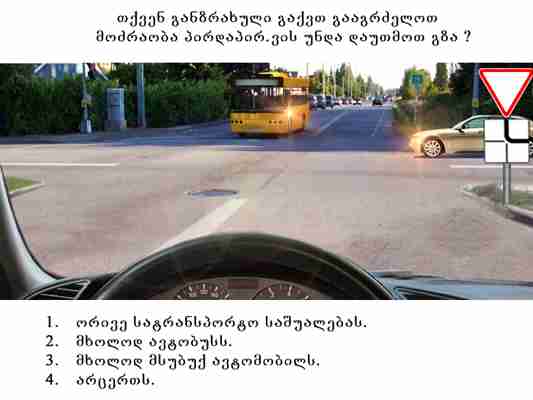 თქვენ განზრახული გაქვთ გააგრძელოთ
მოძრაობა პირდაპირ.ვის უნდა დაუთმოთ გზა ?
1. ორივე სატრანსპორტო საშუალებას.
2. მხოლოდ ავტობუსს.
3. მხოლოდ მსუბუქ ავტომობილს.
4. არცერთს.